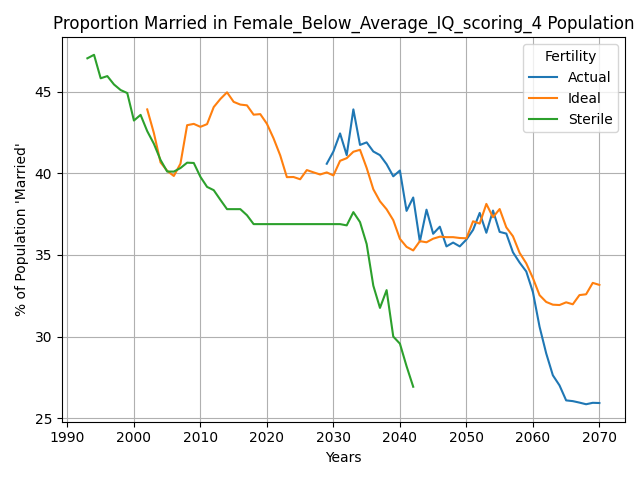 Proportion Married in Female_Below_Average_IQ_scoring_4 Population
Fertility
Actual
Ideal
Sterile
% of Population 'Married'
45
40
35
30
25
1990 2000 2010 2020 2030 2040 2050 2060 2070
Years